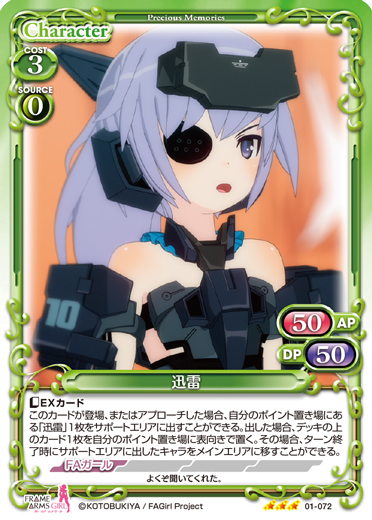 Precious Memories
Character
COST
3
SOURCE
0
10
50 AP
DP 50
迅雷
EXカード
このカードが登場、またはアプローチした場合、自分のポイント置き場にあ
る「迅雷」1枚をサポートエリアに出すことができる。出した場合、デッキの上
のカード1枚を自分のポイント置き場に表向きで置く。その場合、ターン終
了時にサポートエリアに出したキャラをメインエリアに移すことができる。
FAガール
よくぞ聞いてくれた。
FRAME ARMS GIRL
©KOTOBUKIYA / FAGirl Project
★★★ 01-072